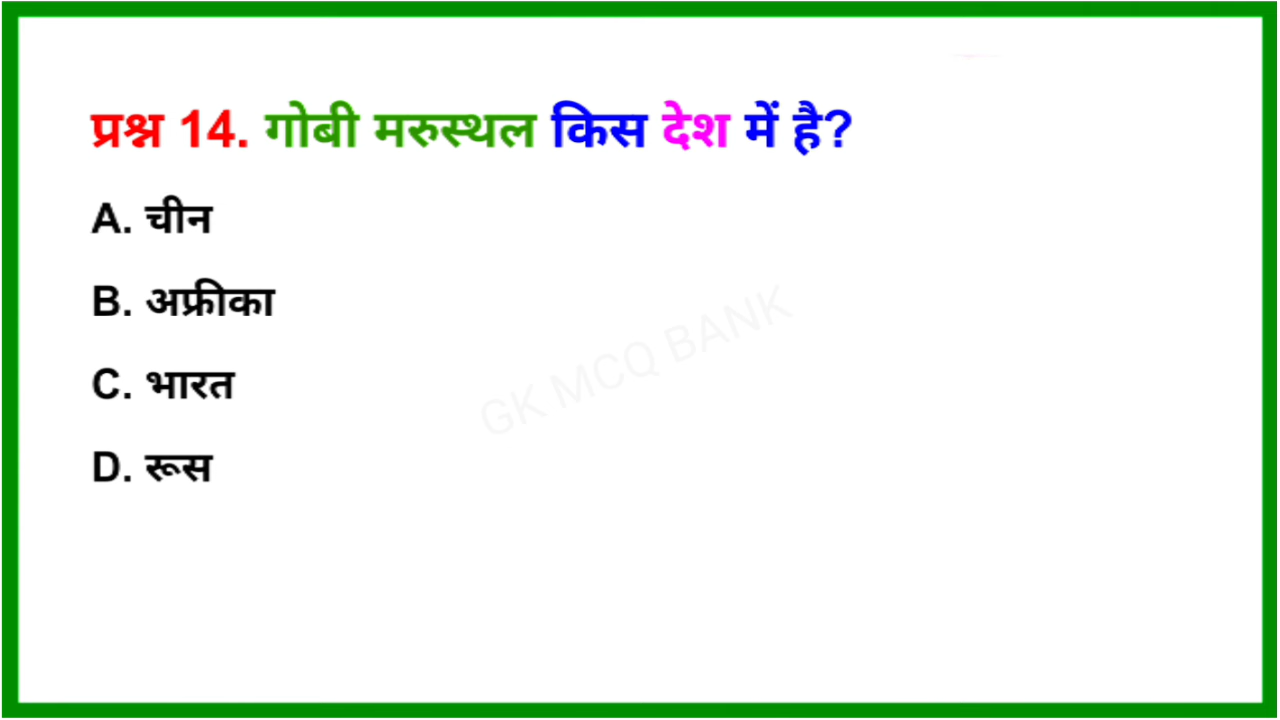 प्रश्न 14. गोबी मरुस्थल किस देश में है?
A. चीन
B. अफ्रीका
GK MCQ BANK
C. भारत
D. रूस